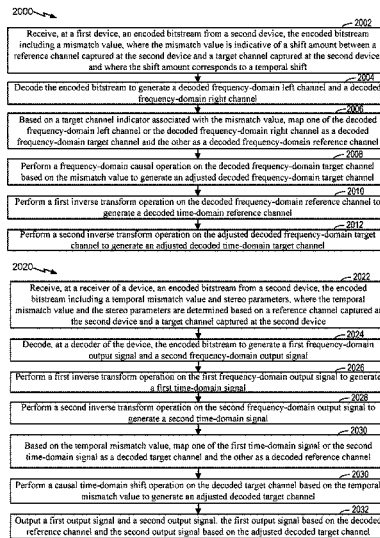 2000
2002
Receive, at a first device, an encoded bitstream from a second device, the encoded bitstream
including a mismatch value, where the mismatch value is indicative of a shift amount between a
reference channel captured at the second device and a target channel captured at the second device
and where the shift amount corresponds to a temporal shift
2004
Decode the encoded bitstream to generate a decoded frequency-domain left channel and a decoded
frequency-domain right channel
2006
Based on a target channel indicator associated with the mismatch value, map one of the decoded
frequency-domain left channel or the decoded frequency-domain right channel as a decoded
frequency-domain target channel and the other as a decoded frequency-domain reference channel
2008
Perform a frequency-domain causal operation on the decoded frequency-domain target channel
based on the mismatch value to generate an adjusted decoded frequency-domain target channel
2010
Perform a first inverse transform operation on the decoded frequency-domain reference channel to
generate a decoded time-domain reference channel
2012
Perform a second inverse transform operation on the adjusted decoded frequency-domain target
channel to generate an adjusted decoded time-domain target channel
2020
2022
Receive, at a receiver of a device, an encoded bitstream from a second device, the encoded
bitstream including a temporal mismatch value and stereo parameters, where the temporal
mismatch value and the stereo parameters are determined based on a reference channel captured at
the second device and a target channel captured at the second device
2024
Decode, at a decoder of the device, the encoded bitstream to generate a first frequency-domain
output signal and a second frequency-domain output signal
2026
Perform a first inverse transform operation on the first frequency-domain output signal to generate
a first time-domain signal
2028
Perform a second inverse transform operation on the second frequency-domain output signal to
generate a second time-domain signal
2030
Based on the temporal mismatch value, map one of the first time-domain signal or the second
time-domain signal as a decoded target channel and the other as a decoded reference channel
2030
Perform a causal time-domain shift operation on the decoded target channel based on the temporal
mismatch value to generate an adjusted decoded target channel
2032
Output a first output signal and a second output signal, the first output signal based on the decoded
reference channel and the second output signal based on the adjusted decoded target channel